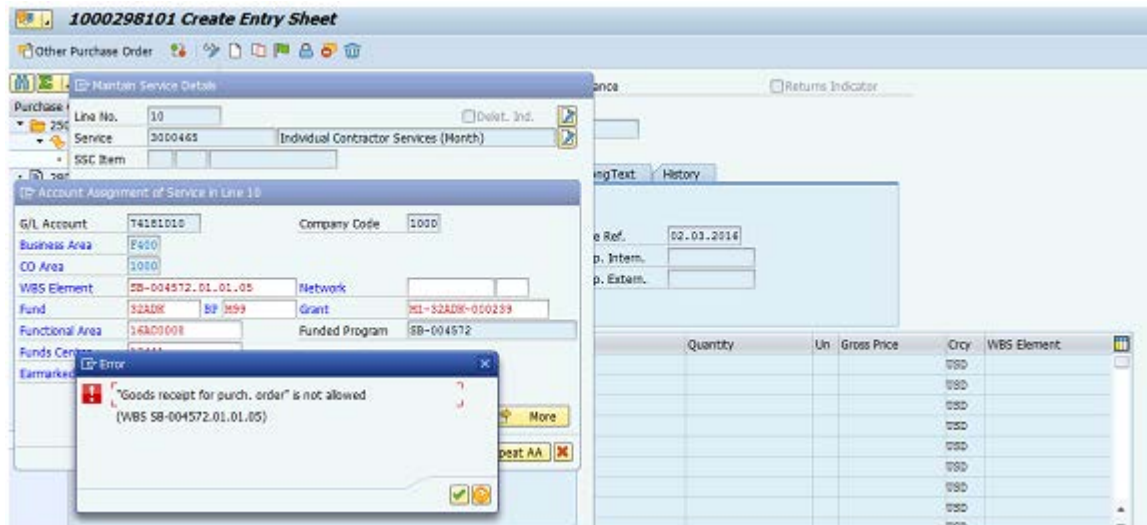 1000298101 Create Entry Sheet
Other Purchase Order
Maintain Service Details
Returns Indicator
Purchase
Line No. 10 Delet. Ind.
Service 3000465 Individual Contractor Services (Month)
SSC Item
ongText History
Account Assignment of Service in Line 10
G/L Account 74181010 Company Code 1000
Business Area F400
CO Area 1000
WBS Element SB-004572.01.01.05 Network
Fund 32ADK BP M99 Grant M1-32ADK-000239
Functional Area 16AC0008 Funded Program SB-004572
Funds Cen
Earmarked
e Ref. 02.03.2016
p. Intern.
p. Extern.
Error
"Goods receipt for purch. order" is not allowed
(WBS SB-004572.01.01.05)
More
peat AA
Quantity Un Gross Price Crcy WBS Element
USD
USD
USD
USD
USD
USD
USD
USD